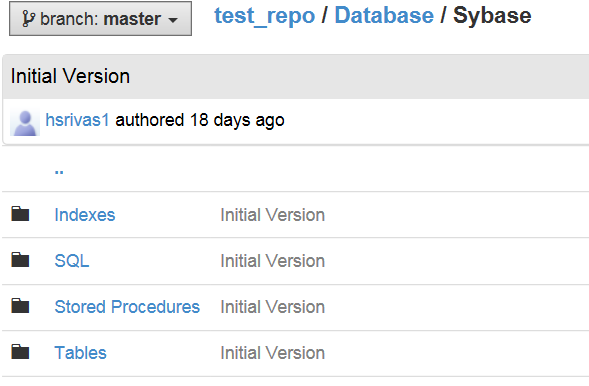 branch: master
test_repo / Database / Sybase
Initial Version
hsrivas1 authored 18 days ago
..
Indexes Initial Version
SQL Initial Version
Stored Procedures Initial Version
Tables Initial Version